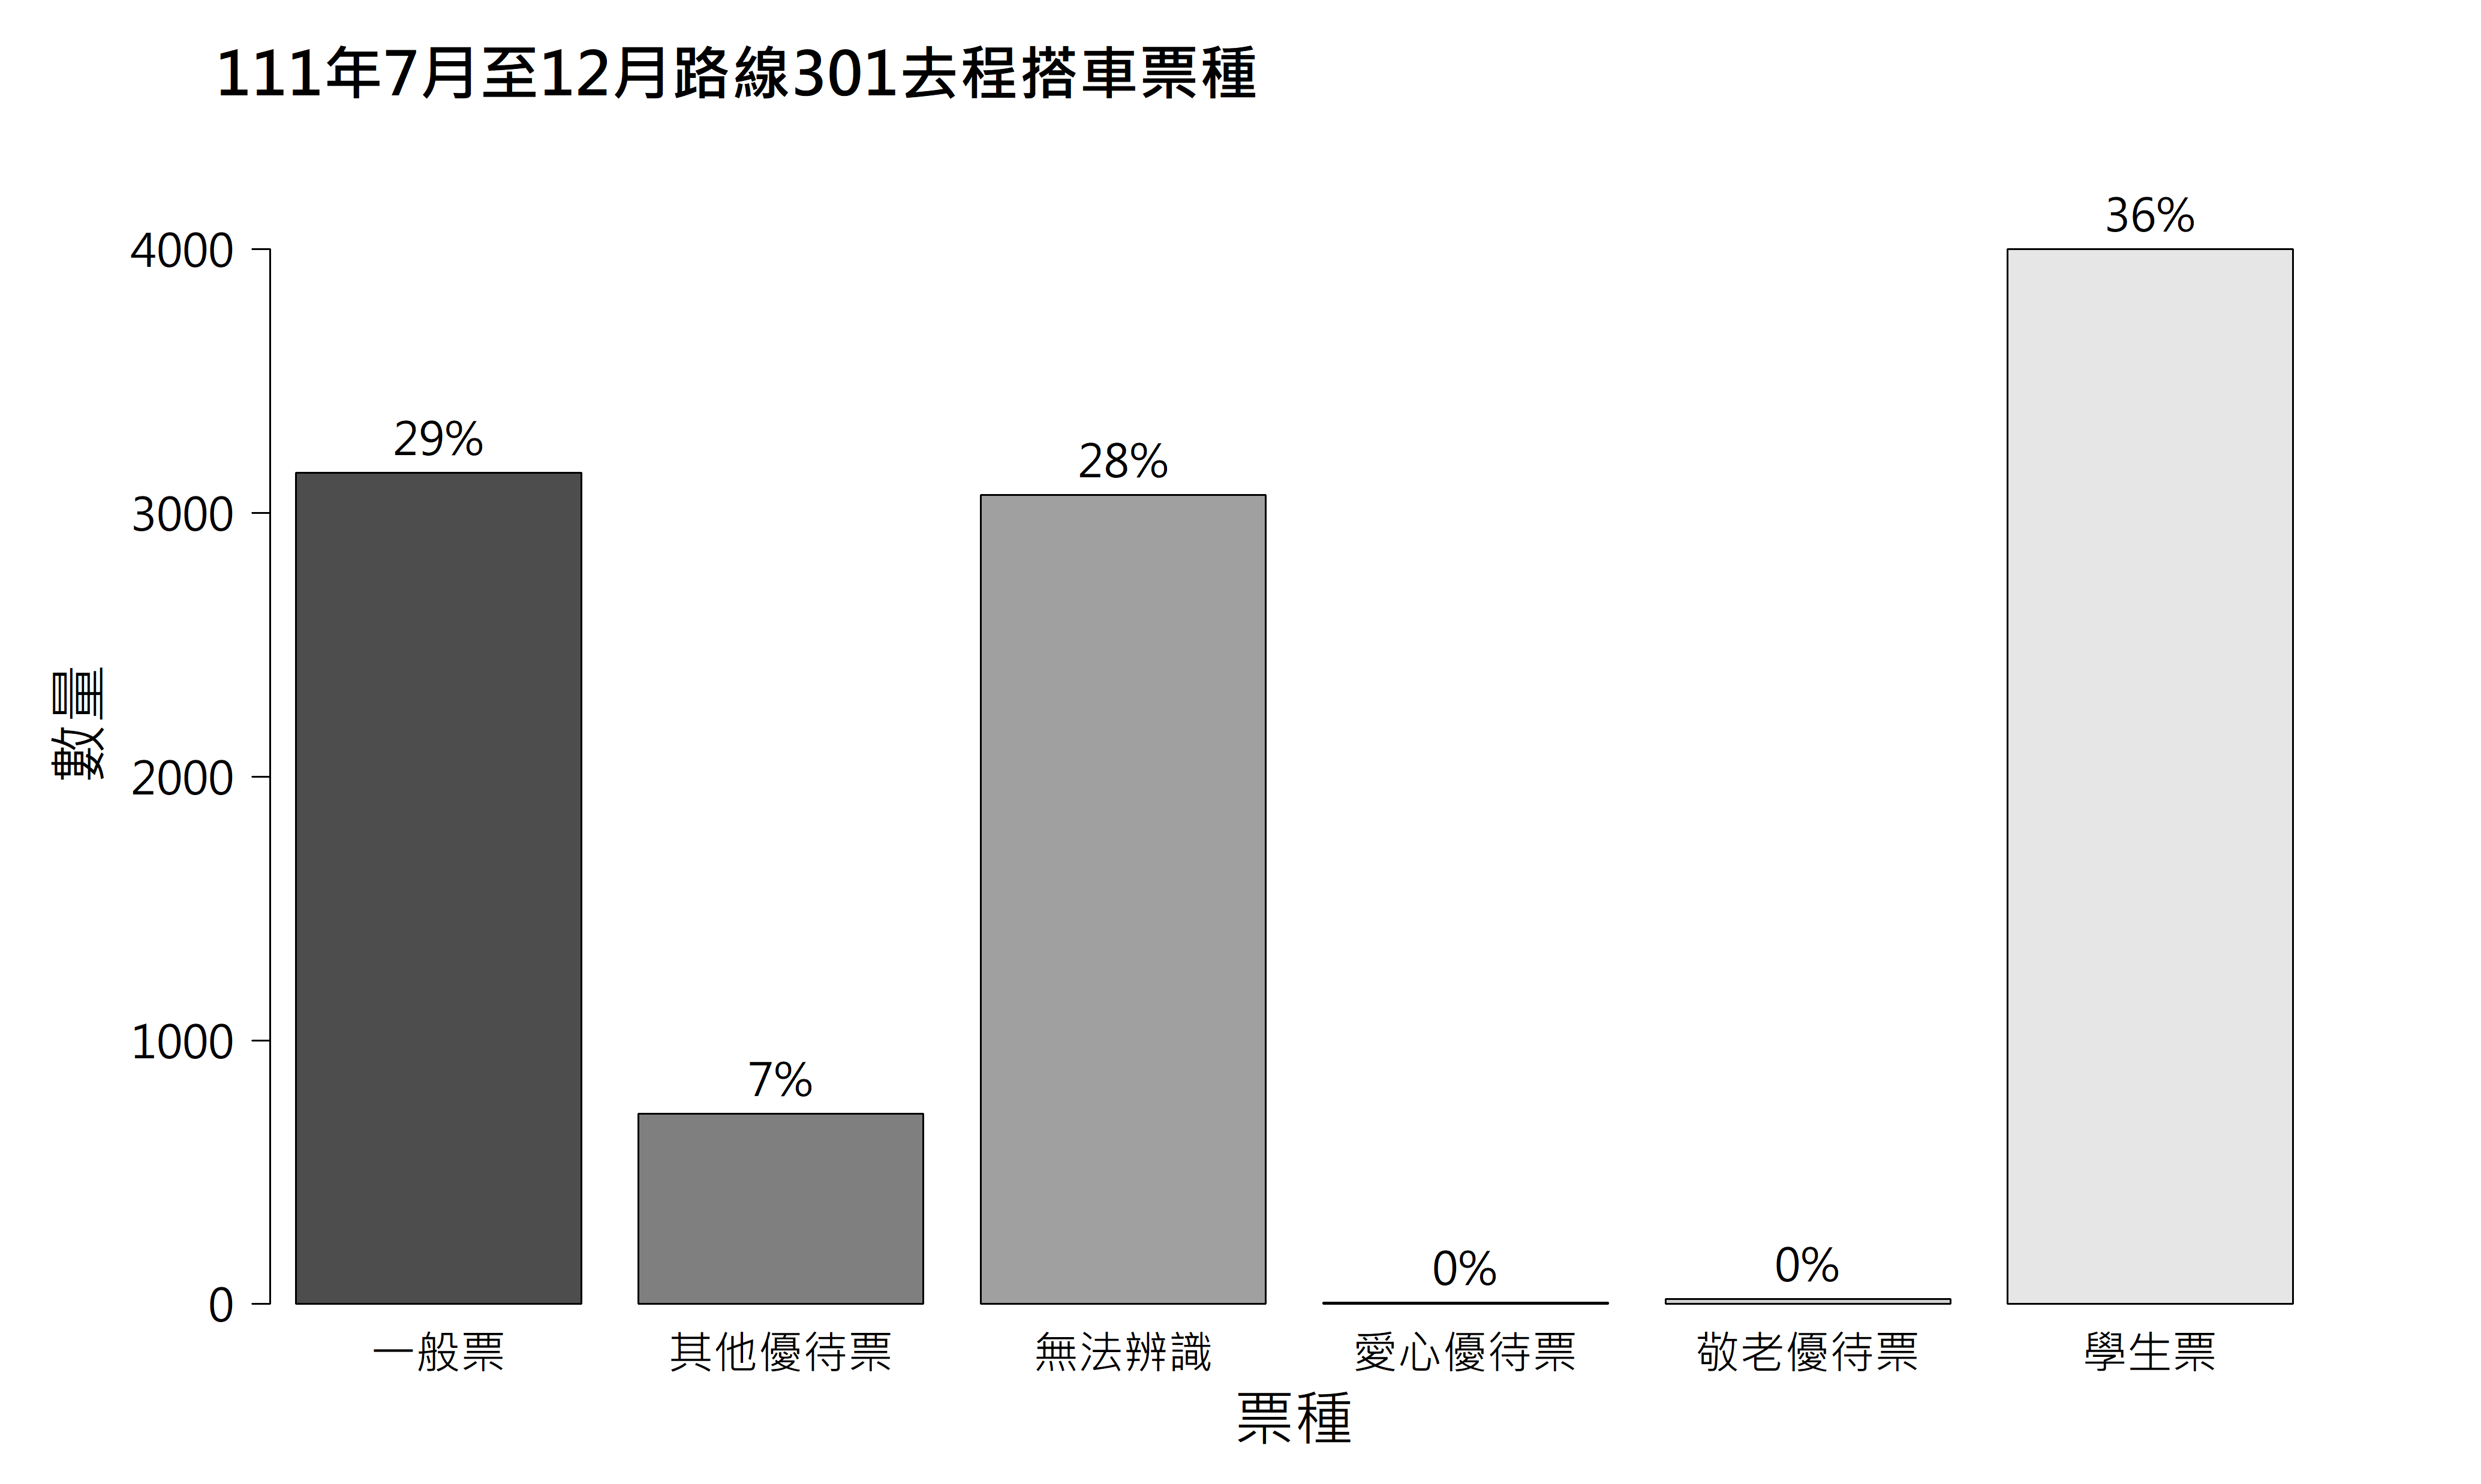 111年7月至12月路線301去程搭車票種
數量
4000
3000
2000
1000
0
29%
7%
28%
0%
0%
36%
一般票
其他優待票
無法辨識
愛心優待票
敬老優待票
學生票
票種